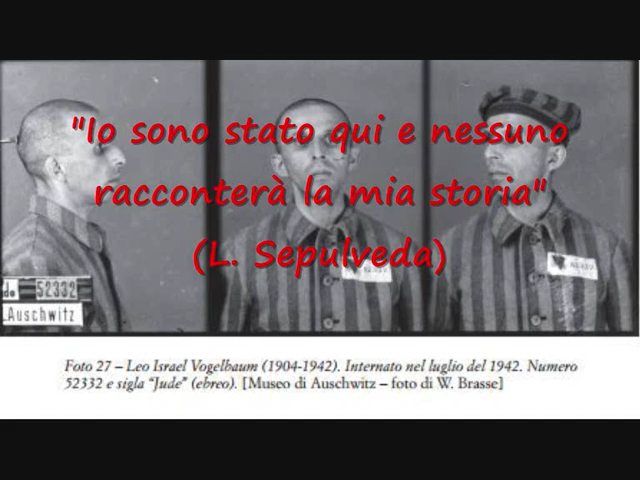 "Io sono stato qui e nessuno
racconterà la mia storia"
(L. Sepulveda)
52332
Auschwitz
Foto 27 – Leo Israel Vogelbaum (1904-1942). Internato nel luglio del 1942. Numero
52332 e sigla “Jude” (ebreo). [Museo di Auschwitz – foto di W. Brasse]